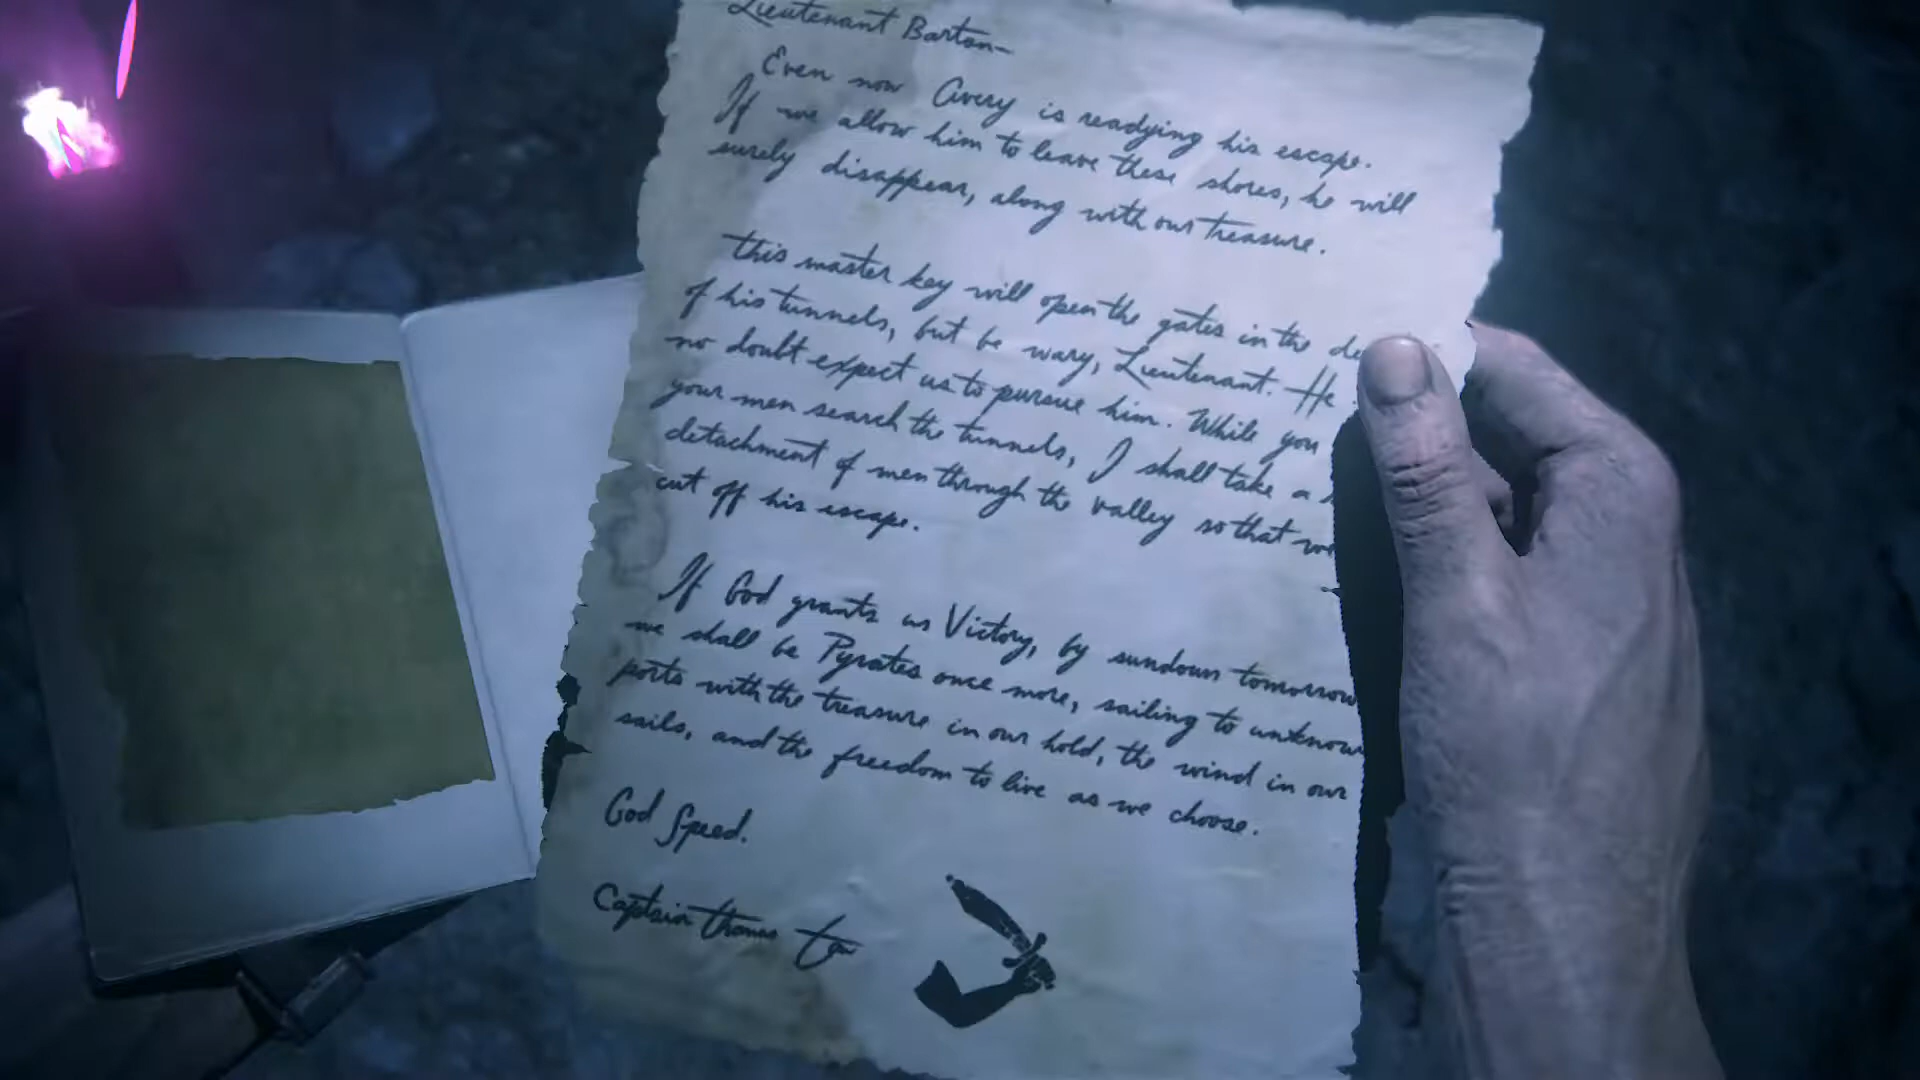 Lieutenant Barton—
Even now Avery is readying his escape.
If we allow him to leave these shores, he will
surely disappear, along with our treasure.
This master key will open the gates in the
of his tunnels, but be wary, Lieutenant. He
no doubt expect us to pursue him. While you
your men search the tunnels, I shall take a
detachment of men through the valley so that we
cut off his escape.
If God grants us Victory, by sundown tomorrow
we shall be Pyrates once more, sailing to unknown
ports with the treasure in our hold, the wind in our
sails, and the freedom to live as we choose.
God Speed.
Captain Thomas Tew